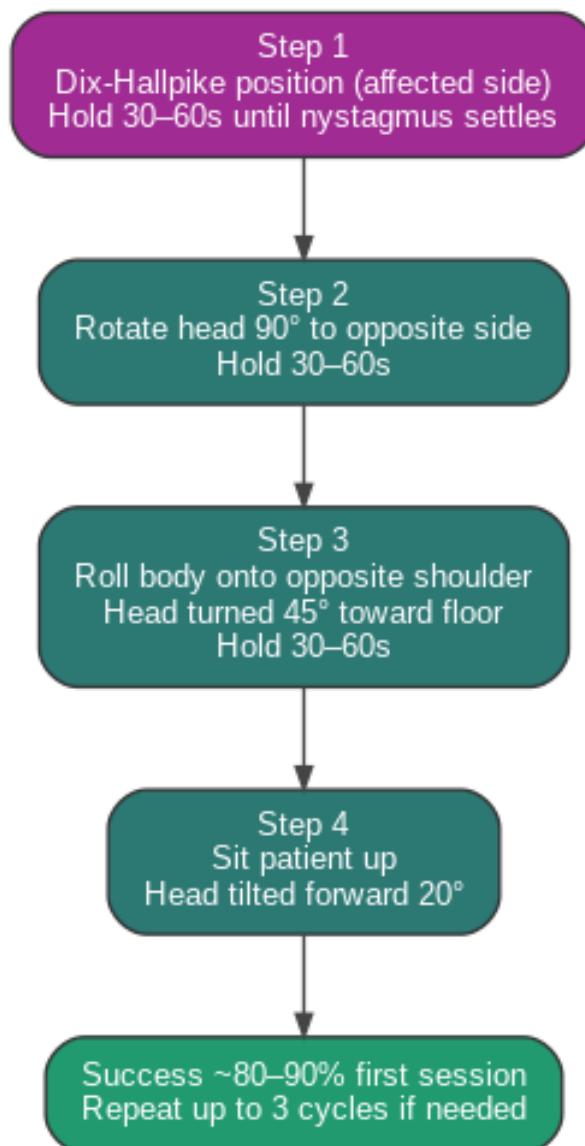 Step 1
Dix-Hallpike position (affected side)
Hold 30–60s until nystagmus settles
Step 2
Rotate head 90° to opposite side
Hold 30–60s
Step 3
Roll body onto opposite shoulder
Head turned 45° toward floor
Hold 30–60s
Step 4
Sit patient up
Head tilted forward 20°
Success ~80–90% first session
Repeat up to 3 cycles if needed